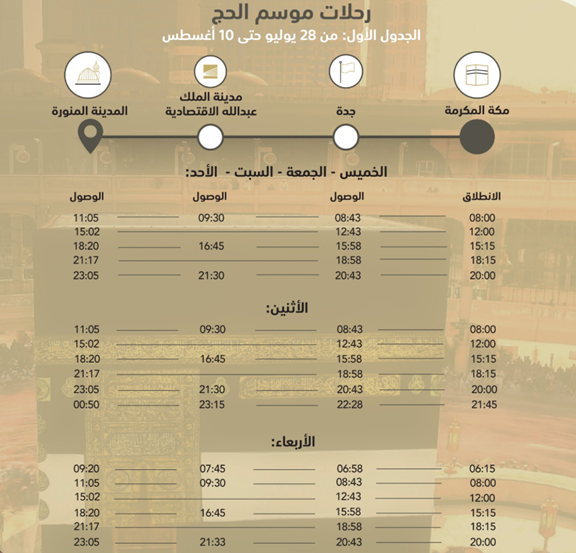 رحلات موسم الحج
الجدول الأول: من 28 يوليو حتى 10 أغسطس
مكة المكرمة
جدة
مدينة الملك
عبدالله الاقتصادية
المدينة المنورة
الخميس - الجمعة - السبت - الأحد:
الانطلاق الوصول الوصول الوصول
08:00 08:43 09:30 11:05
12:00 12:43 15:02
15:15 15:58 16:45 18:20
18:15 18:58 21:17
20:00 20:43 21:30 23:05
الأثنين:
08:00 08:43 09:30 11:05
12:00 12:43 15:02
15:15 15:58 16:45 18:20
18:15 18:58 21:17
20:00 20:43 21:30 23:05
21:45 22:28 23:15 00:50
الأربعاء:
06:15 06:58 07:45 09:20
08:00 08:43 09:30 11:05
12:00 12:43 15:02
15:15 15:58 16:45 18:20
18:15 18:58 21:17
20:00 20:43 21:33 23:05